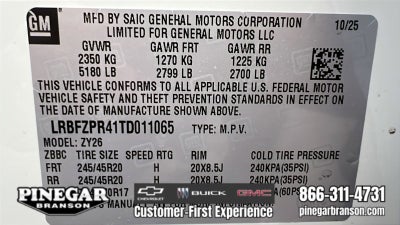 GM
MFD BY SAIC GENERAL MOTORS CORPORATION
LIMITED FOR GENERAL MOTORS LLC
10/25
GVWR GAWR FRT GAWR RR
2350 KG 1270 KG 1225 KG
5180 LB 2799 LB 2700 LB
THIS VEHICLE CONFORMS TO ALL APPLICABLE U.S. FEDERAL MOTOR
VEHICLE SAFETY AND THEFT PREVENTION STANDARDS IN EFFECT ON
THE DATE OF MANUFACTURE SHOWN ABOVE.
LRBFZPR41TD011065 TYPE: M.P.V.
MODEL: ZY26
ZBBC TIRE SIZE SPEED RTG RIM COLD TIRE PRESSURE
FRT 245/45R20 H 20X8.5J 240KPA(35PSI)
RR 245/45R20 H 20X8.5J 240KPA(35PSI)
PINEGAR
BRANSON
CHEVROLET BUICK GMC
Customer-First Experience
866-311-4731
pinegarbranson.com